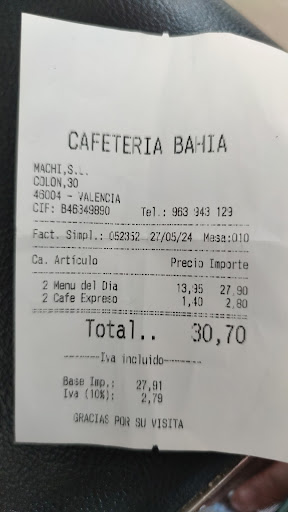 CAFETERIA BAHIA
MACHI,S.L.
COLON,30
46004 - VALENCIA
CIF: B46349890 Tel.: 963 943 129
Fact. Simpl.: 052352 27/05/24 Mesa:010
Ca. Artículo Precio Importe
2 Menu del Dia 13,95 27,90
2 Cafe Expreso 1,40 2,80
Total.. 30,70
--------Iva incluido--------
Base Imp.: 27,91
Iva (10%): 2,79
GRACIAS POR SU VISITA